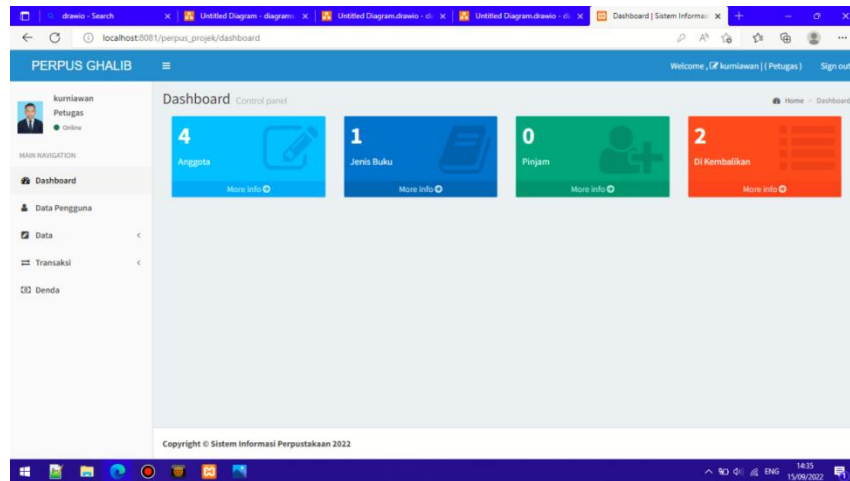 drawio - Search
Untitled Diagram - diagrams.
Untitled Diagram.drawio - di
Untitled Diagram.drawio - di
Dashboard | Sistem Informasi
localhost:8081/perpus_projek/dashboard
PERPUS GHALIB
Welcome , kurniawan | ( Petugas )
Sign out
kurniawan
Petugas
Online
MAIN NAVIGATION
Dashboard
Data Pengguna
Data
Transaksi
Denda
Dashboard Control panel
Home > Dashboard
4
Anggota
More info
1
Jenis Buku
More info
0
Pinjam
More info
2
Di Kembalikan
More info
Copyright © Sistem Informasi Perpustakaan 2022
ENG
14:35
15/09/2022